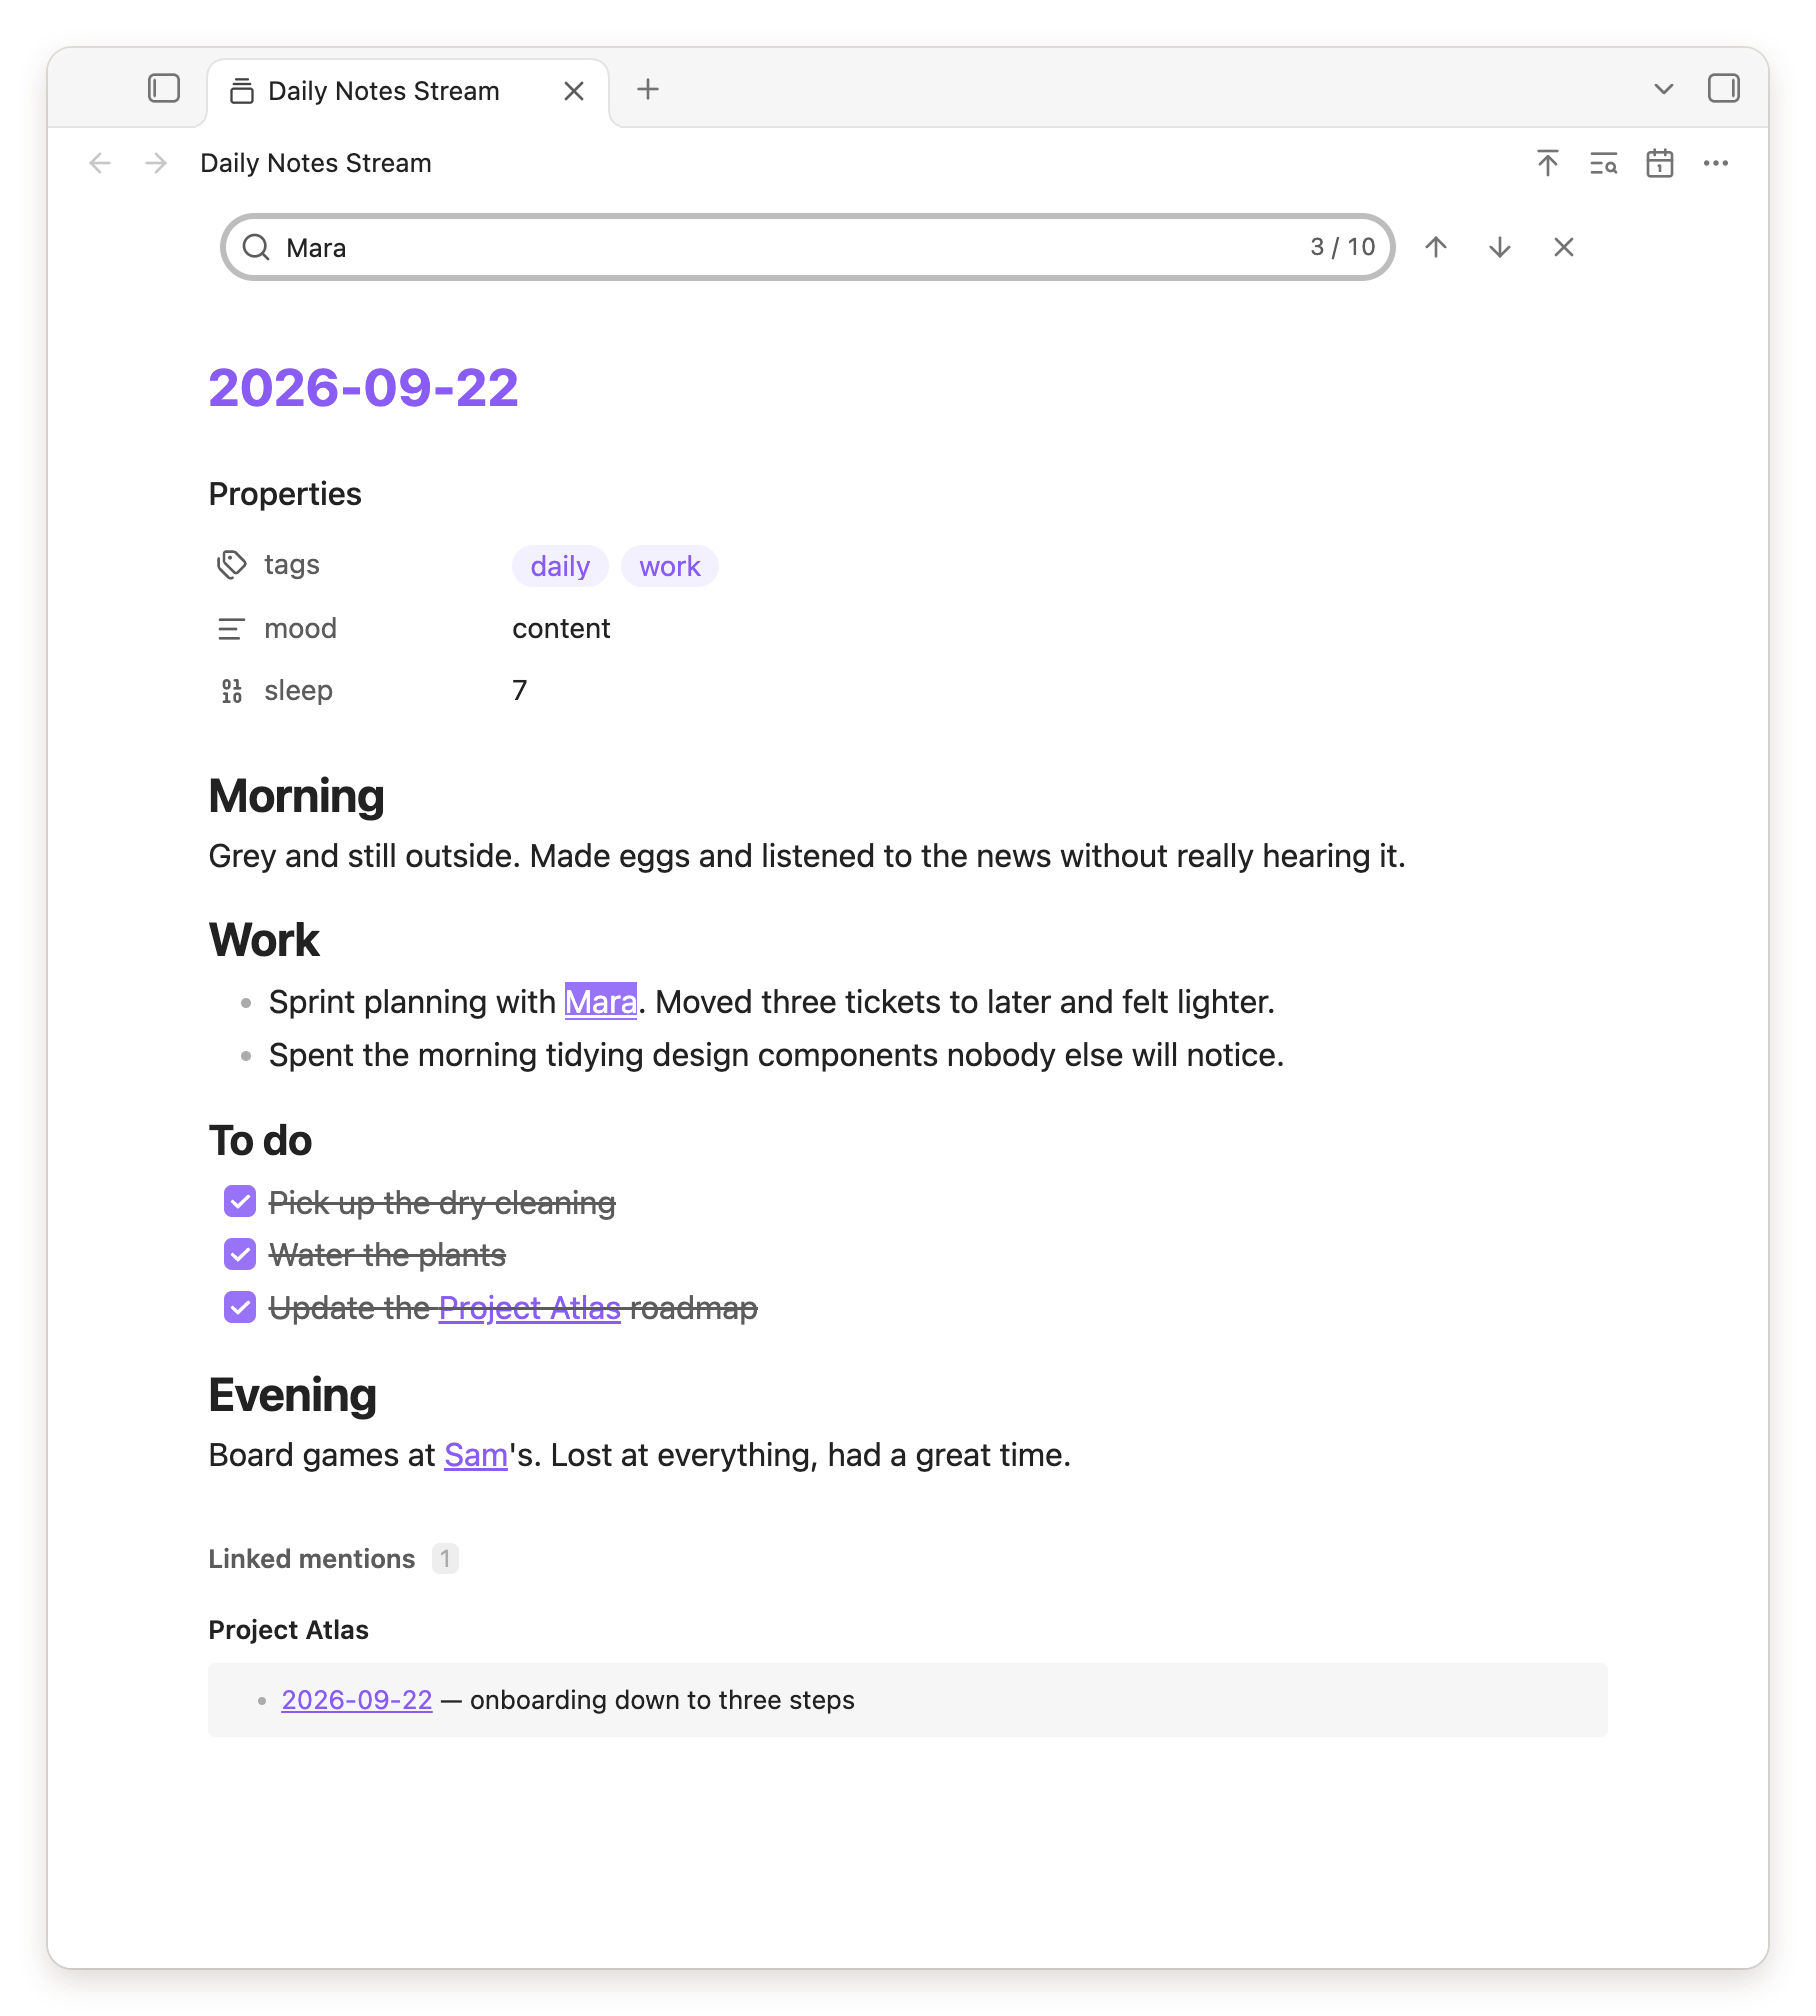 Daily Notes Stream
Daily Notes Stream
Mara 3 / 10
2026-09-22
Properties
tags daily work
mood content
sleep 7
Morning
Grey and still outside. Made eggs and listened to the news without really hearing it.
Work
Sprint planning with Mara. Moved three tickets to later and felt lighter.
Spent the morning tidying design components nobody else will notice.
To do
Pick up the dry cleaning
Water the plants
Update the Project Atlas roadmap
Evening
Board games at Sam's. Lost at everything, had a great time.
Linked mentions 1
Project Atlas
2026-09-22 — onboarding down to three steps